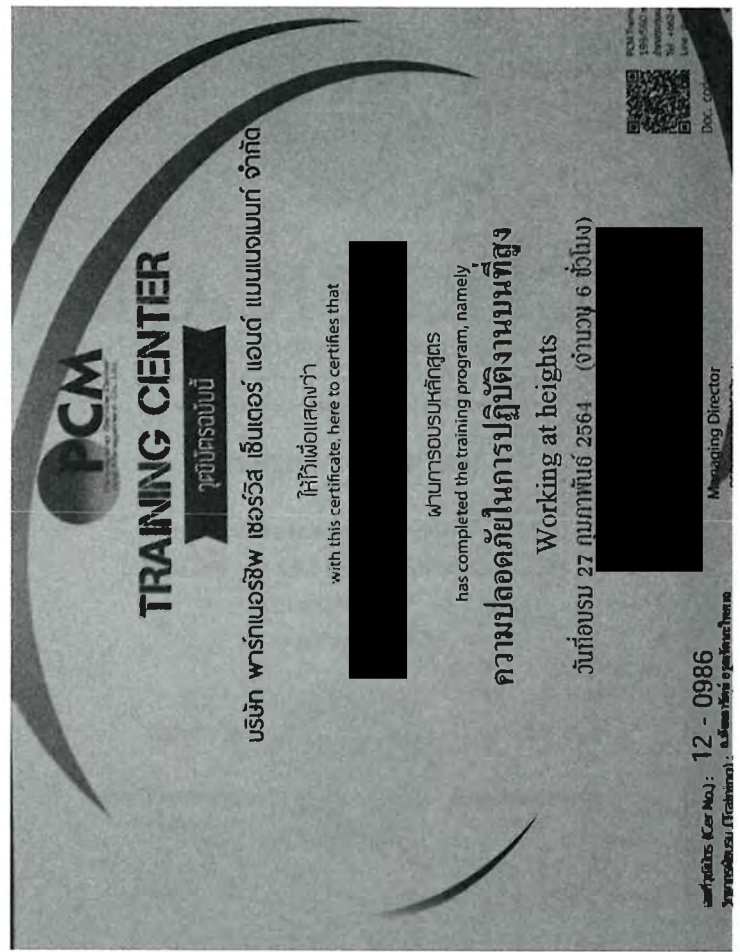 PCM
TRAINING CENTER
วุฒิบัตรฉบับนี้
บริษัท พาร์ทเนอร์ชิพ เซอร์วิส เซ็นเตอร์ แอนด์ แมนเนจเมนท์ จำกัด
ให้ไว้เพื่อแสดงว่า
with this certificate, here to certifies that
ผ่านการอบรมหลักสูตร
has completed the training program, namely
ความปลอดภัยในการปฏิบัติงานบนที่สูง
Working at heights
วันที่อบรม 27 กุมภาพันธ์ 2564 (จำนวน 6 ชั่วโมง)
Managing Director
(Cer No.) : 12 - 0986
(Training) :
PCM
Doc. cod